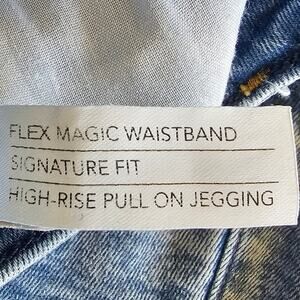 FLEX MAGIC WAISTBAND
SIGNATURE FIT
HIGH-RISE PULL ON JEGGING